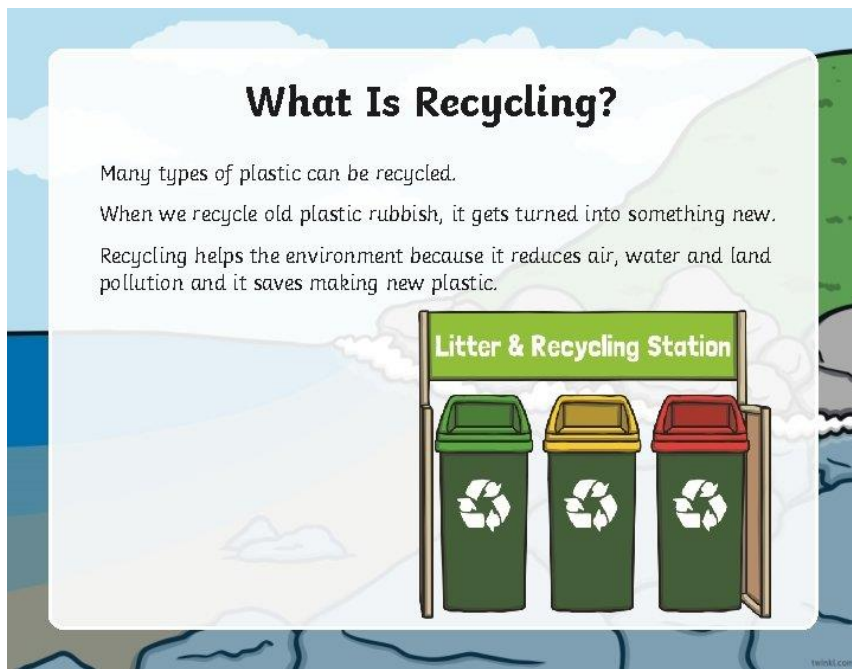 What Is Recycling?
Many types of plastic can be recycled.
When we recycle old plastic rubbish, it gets turned into something new.
Recycling helps the environment because it reduces air, water and land
pollution and it saves making new plastic.
Litter & Recycling Station
twinkl.com